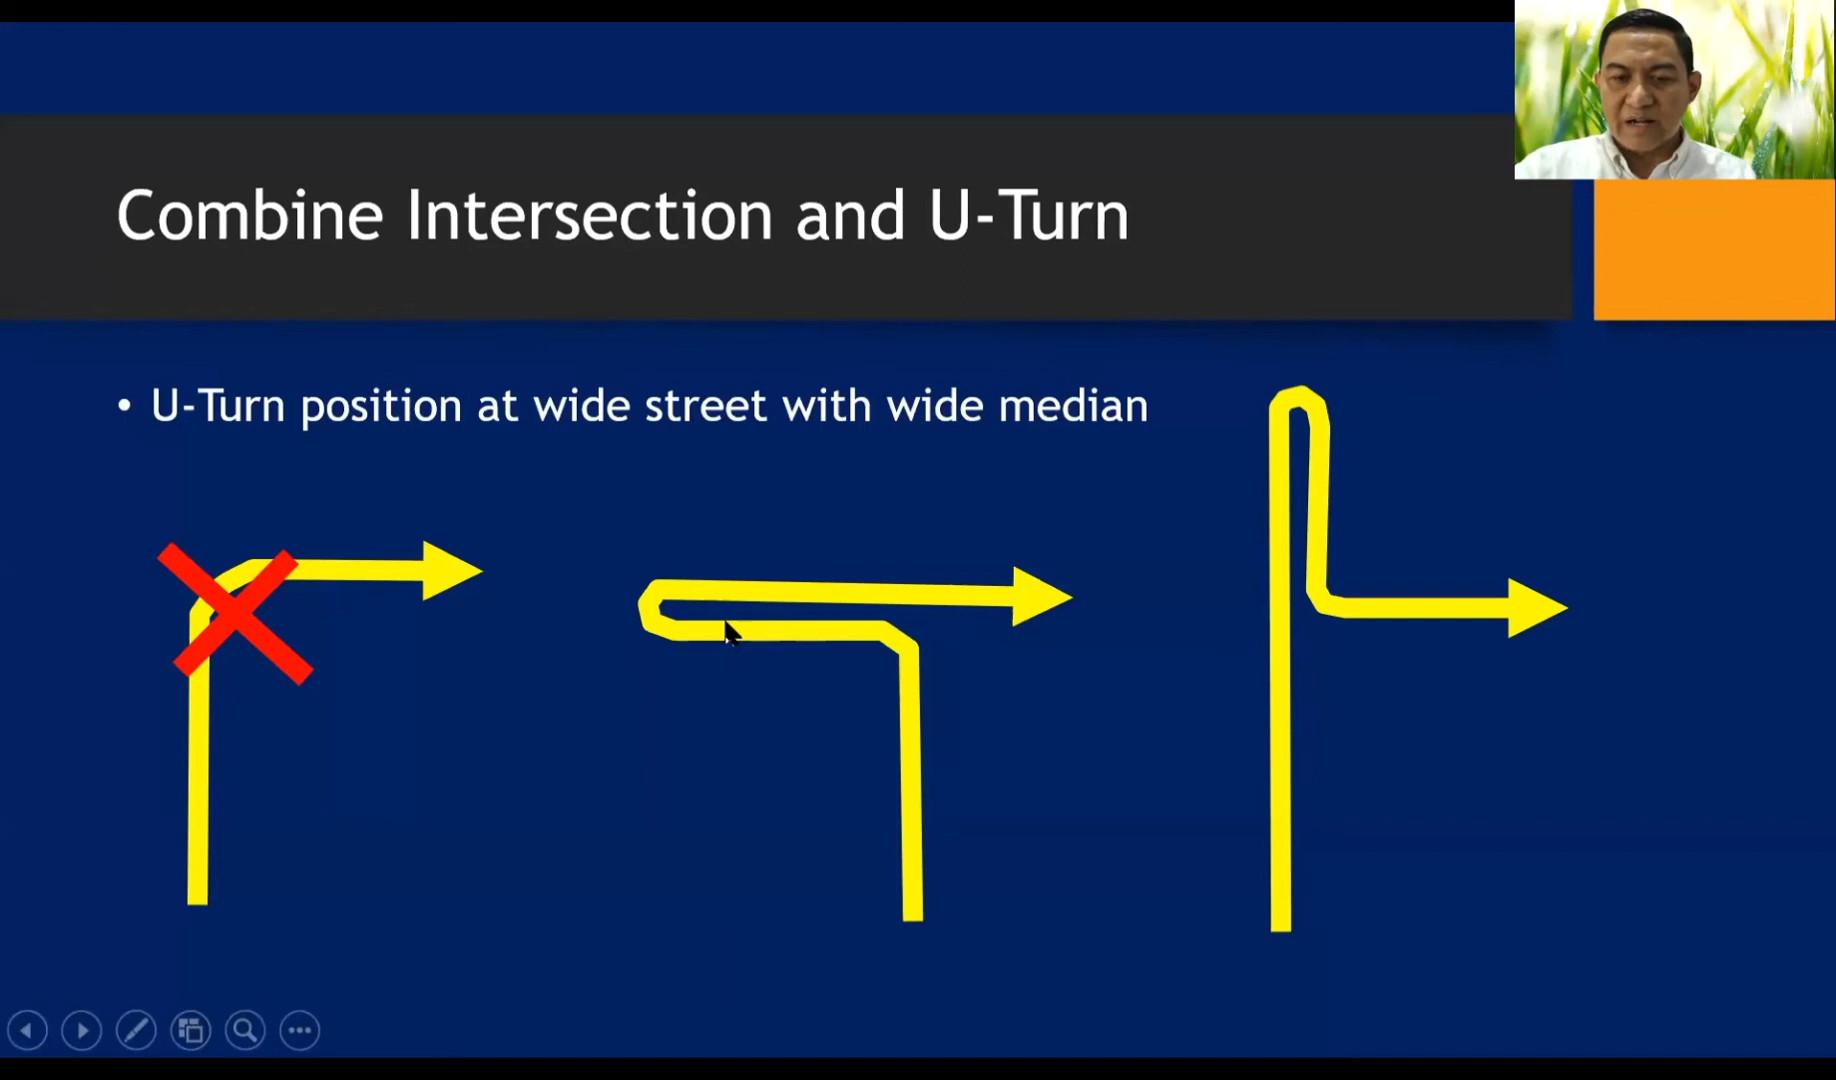 Combine Intersection and U-Turn
• U-Turn position at wide street with wide median